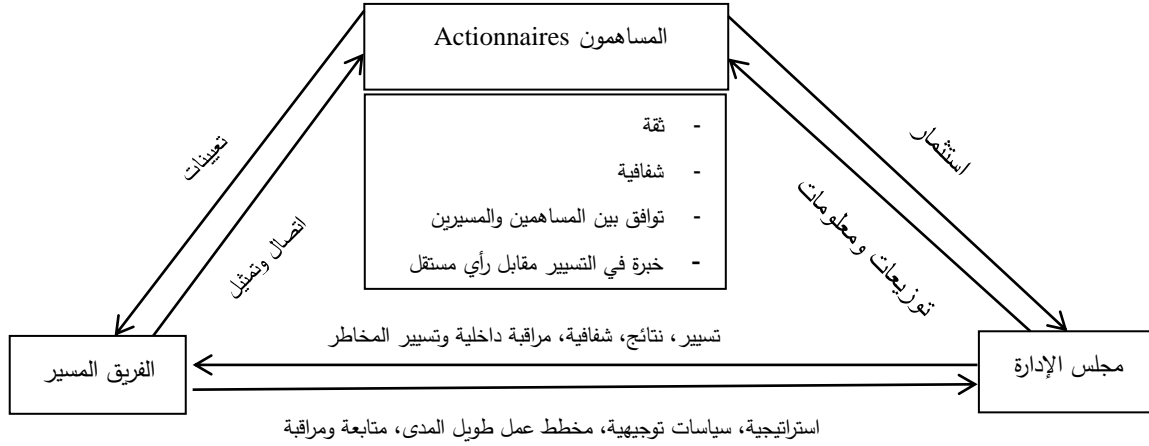 المساهمون Actionnaires
- ثقة
- شفافية
- توافق بين المساهمين والمسيرين
- خبرة في التسيير مقابل رأي مستقل
استثمار
توزيعات ومعلومات
تعيينات
اتصال وتمثيل
مجلس الإدارة
تسيير، نتائج، شفافية، مراقبة داخلية وتسيير المخاطر
الفريق المسير
استراتيجية، سياسات توجيهية، مخطط عمل طويل المدى، متابعة ومراقبة